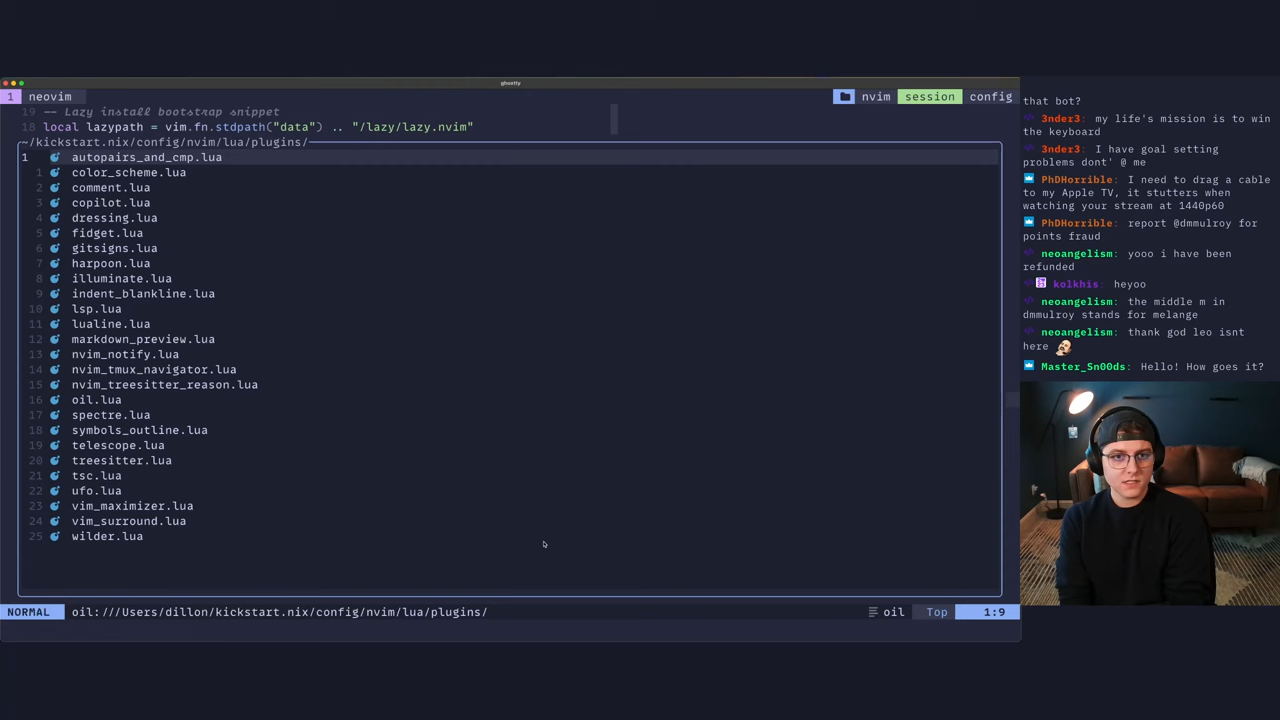 ghostty
1 neovim
nvim session config
19 -- Lazy install bootstrap snippet
18 local lazypath = vim.fn.stdpath("data") .. "/lazy/lazy.nvim"
~/kickstart.nix/config/nvim/lua/plugins/
1 autopairs_and_cmp.lua
1 color_scheme.lua
2 comment.lua
3 copilot.lua
4 dressing.lua
5 fidget.lua
6 gitsigns.lua
7 harpoon.lua
8 illuminate.lua
9 indent_blankline.lua
10 lsp.lua
11 lualine.lua
12 markdown_preview.lua
13 nvim_notify.lua
14 nvim_tmux_navigator.lua
15 nvim_treesitter_reason.lua
16 oil.lua
17 spectre.lua
18 symbols_outline.lua
19 telescope.lua
20 treesitter.lua
21 tsc.lua
22 ufo.lua
23 vim_maximizer.lua
24 vim_surround.lua
25 wilder.lua
NORMAL oil:///Users/dillon/kickstart.nix/config/nvim/lua/plugins/ oil Top 1:9
that bot?
3nder3: my life's mission is to win
the keyboard
3nder3: I have goal setting
problems dont' @ me
PhDHorrible: I need to drag a cable
to my Apple TV, it stutters when
watching your stream at 1440p60
PhDHorrible: report @dmmulroy for
points fraud
neoangelism: yooo i have been
refunded
kolkhis: heyoo
neoangelism: the middle m in
dmmulroy stands for melange
neoangelism: thank god leo isnt
here
Master_Sn00ds: Hello! How goes it?